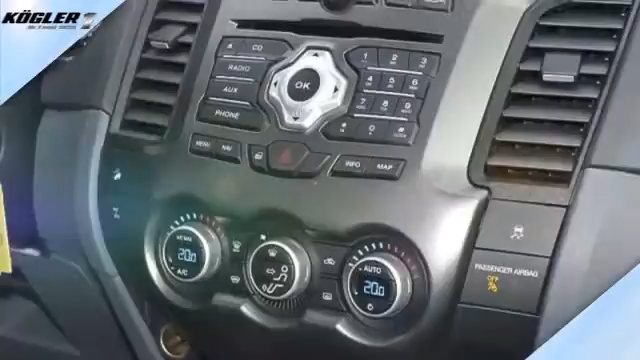 KÖGLER
CD
RADIO
AUX
PHONE
OK
1 2 3
4 5 6
7 8 9
* 0 #
MENU NAV
INFO MAP
A/C MAX
20.0
A/C
AUTO
20.0
PASSENGER AIRBAG
OFF